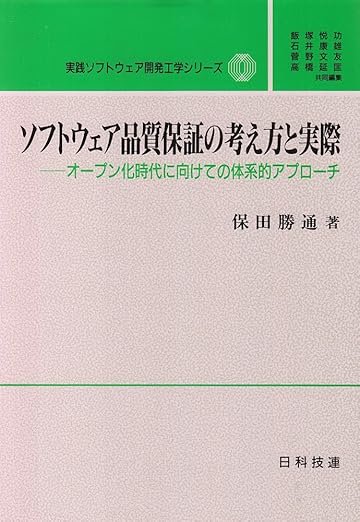 飯塚悦功
石井康雄
菅野文友
高橋延匡
共同編集
実践ソフトウェア開発工学シリーズ
ソフトウェア品質保証の考え方と実際
──オープン化時代に向けての体系的アプローチ
保田勝通 著
日科技連